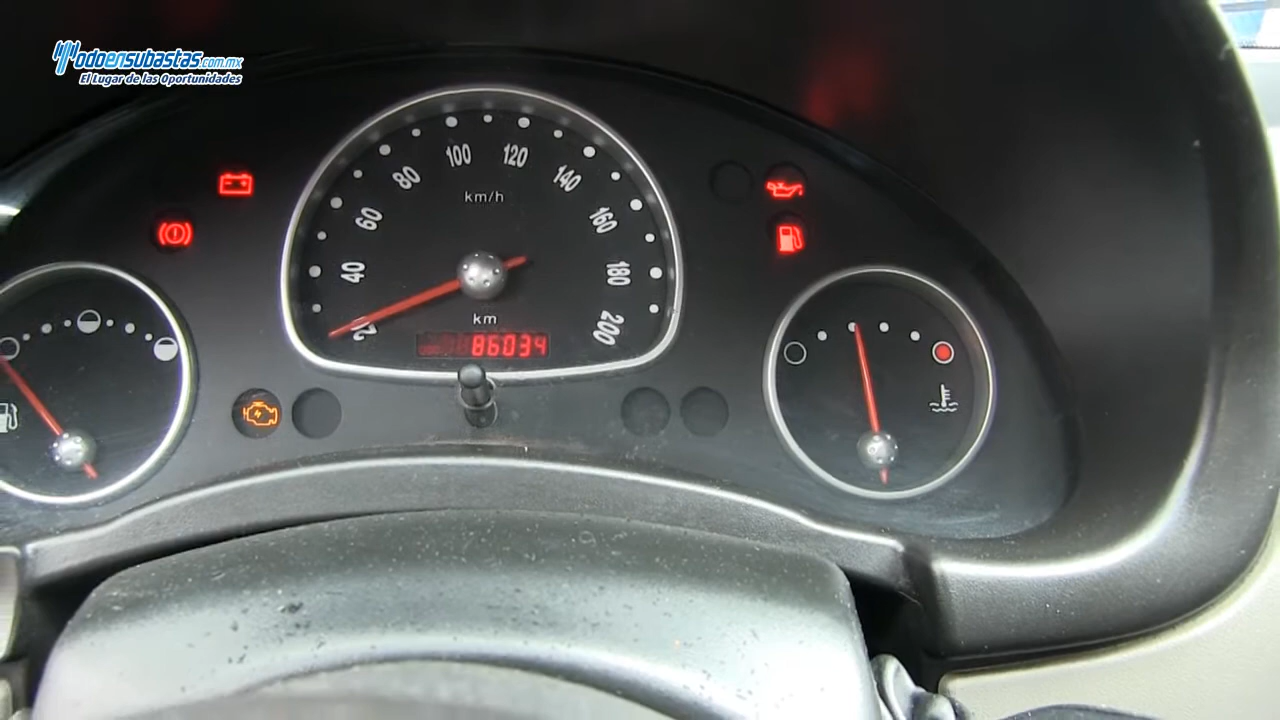 Todoensubastas.com.mx
El Lugar de las Oportunidades
20
40
60
80
100
120
140
160
180
200
km/h
km
86034